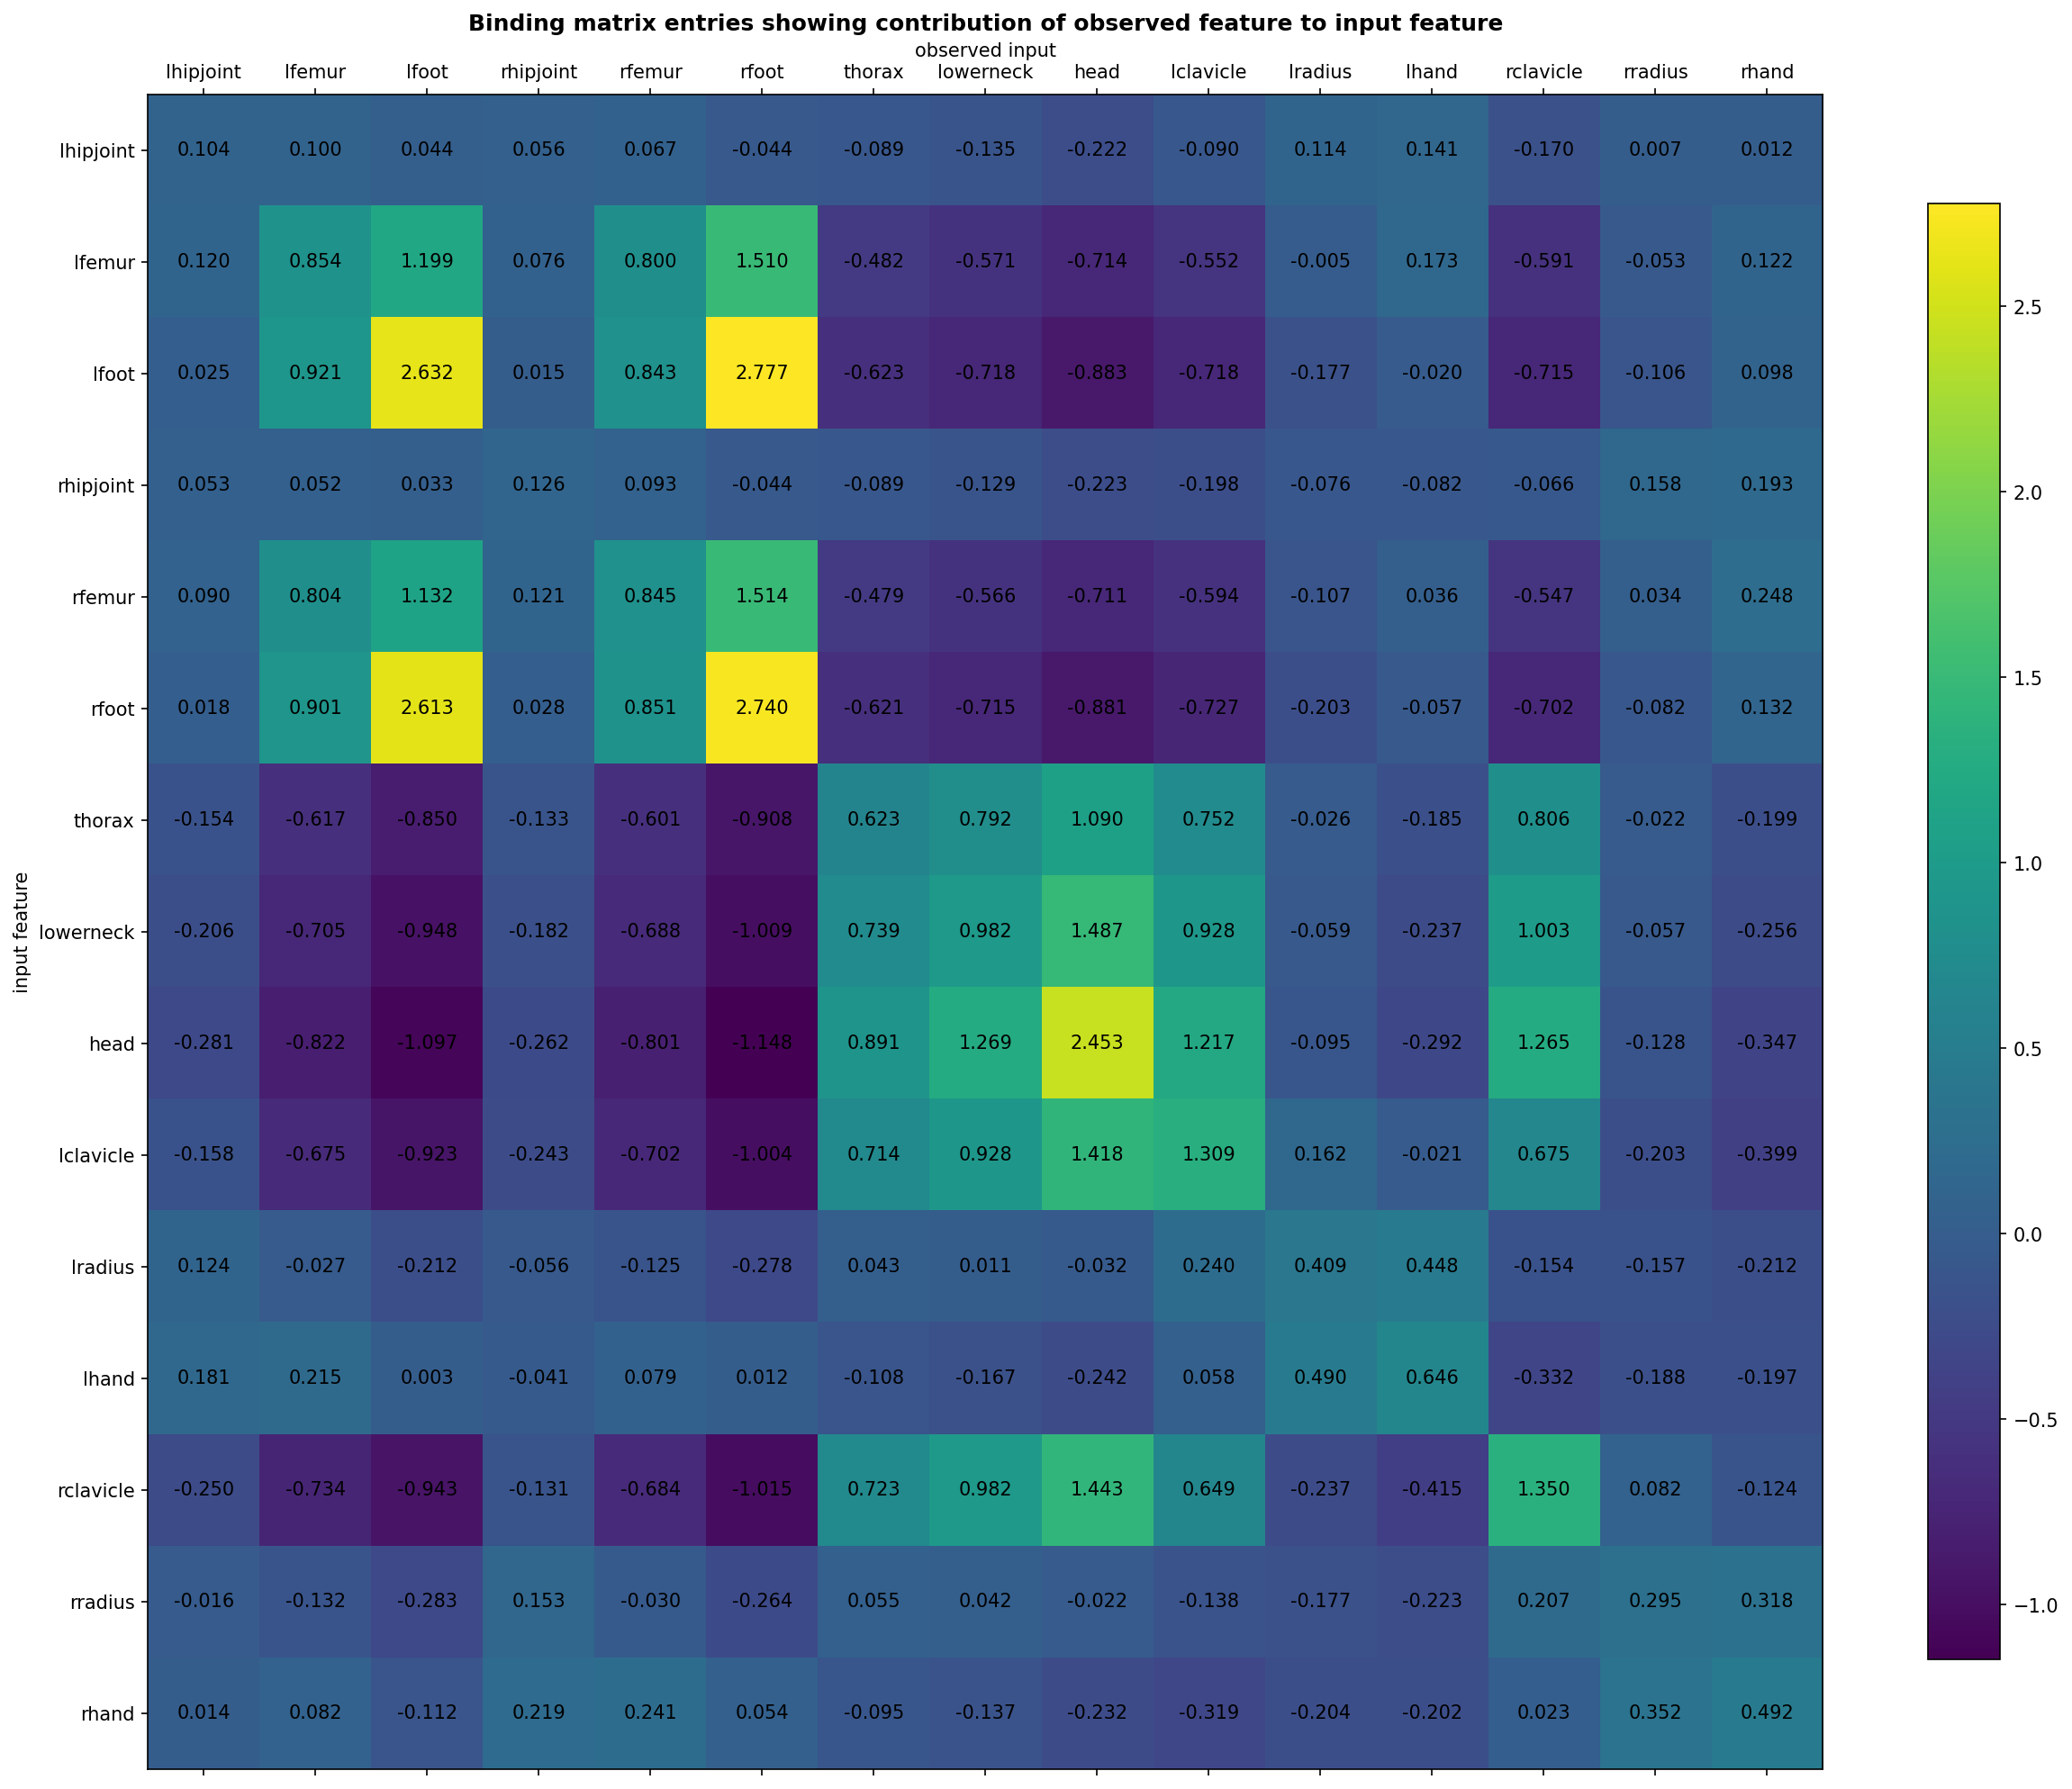 Binding matrix entries showing contribution of observed feature to input feature
observed input
lhipjoint lfemur lfoot rhipjoint rfemur rfoot thorax lowerneck head lclavicle lradius lhand rclavicle rradius rhand
lhipjoint 0.104 0.100 0.044 0.056 0.067 -0.044 -0.089 -0.135 -0.222 -0.090 0.114 0.141 -0.170 0.007 0.012
lfemur 0.120 0.854 1.199 0.076 0.800 1.510 -0.482 -0.571 -0.714 -0.552 -0.005 0.173 -0.591 -0.053 0.122
2.5
lfoot 0.025 0.921 2.632 0.015 0.843 2.777 -0.623 -0.718 -0.883 -0.718 -0.177 -0.020 -0.715 -0.106 0.098
rhipjoint 0.053 0.052 0.033 0.126 0.093 -0.044 -0.089 -0.129 -0.223 -0.198 -0.076 -0.082 -0.066 0.158 0.193
2.0
rfemur 0.090 0.804 1.132 0.121 0.845 1.514 -0.479 -0.566 -0.711 -0.594 -0.107 0.036 -0.547 0.034 0.248
1.5
rfoot 0.018 0.901 2.613 0.028 0.851 2.740 -0.621 -0.715 -0.881 -0.727 -0.203 -0.057 -0.702 -0.082 0.132
thorax -0.154 -0.617 -0.850 -0.133 -0.601 -0.908 0.623 0.792 1.090 0.752 -0.026 -0.185 0.806 -0.022 -0.199
1.0
input feature
lowerneck -0.206 -0.705 -0.948 -0.182 -0.688 -1.009 0.739 0.982 1.487 0.928 -0.059 -0.237 1.003 -0.057 -0.256
head -0.281 -0.822 -1.097 -0.262 -0.801 -1.148 0.891 1.269 2.453 1.217 -0.095 -0.292 1.265 -0.128 -0.347
0.5
lclavicle -0.158 -0.675 -0.923 -0.243 -0.702 -1.004 0.714 0.928 1.418 1.309 0.162 -0.021 0.675 -0.203 -0.399
0.0
lradius 0.124 -0.027 -0.212 -0.056 -0.125 -0.278 0.043 0.011 -0.032 0.240 0.409 0.448 -0.154 -0.157 -0.212
lhand 0.181 0.215 0.003 -0.041 0.079 0.012 -0.108 -0.167 -0.242 0.058 0.490 0.646 -0.332 -0.188 -0.197
−0.5
rclavicle -0.250 -0.734 -0.943 -0.131 -0.684 -1.015 0.723 0.982 1.443 0.649 -0.237 -0.415 1.350 0.082 -0.124
rradius -0.016 -0.132 -0.283 0.153 -0.030 -0.264 0.055 0.042 -0.022 -0.138 -0.177 -0.223 0.207 0.295 0.318
−1.0
rhand 0.014 0.082 -0.112 0.219 0.241 0.054 -0.095 -0.137 -0.232 -0.319 -0.204 -0.202 0.023 0.352 0.492